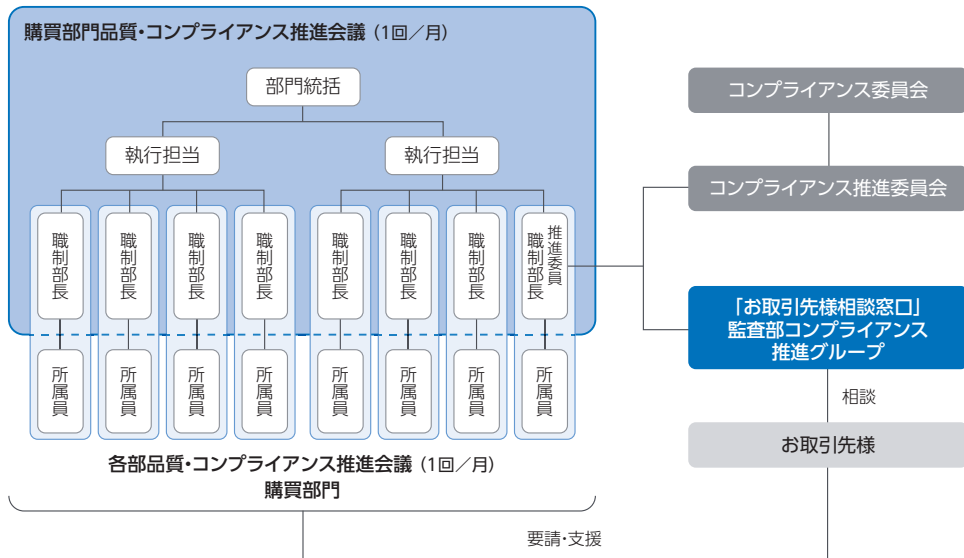 購買部門品質・コンプライアンス推進会議（1回／月）
部門統括
執行担当
執行担当
職制部長
職制部長
職制部長
職制部長
職制部長
職制部長
職制部長
推進委員
職制部長
所属員
所属員
所属員
所属員
所属員
所属員
所属員
所属員
各部品質・コンプライアンス推進会議（1回／月）
購買部門
コンプライアンス委員会
コンプライアンス推進委員会
「お取引先様相談窓口」
監査部コンプライアンス
推進グループ
相談
お取引先様
要請・支援